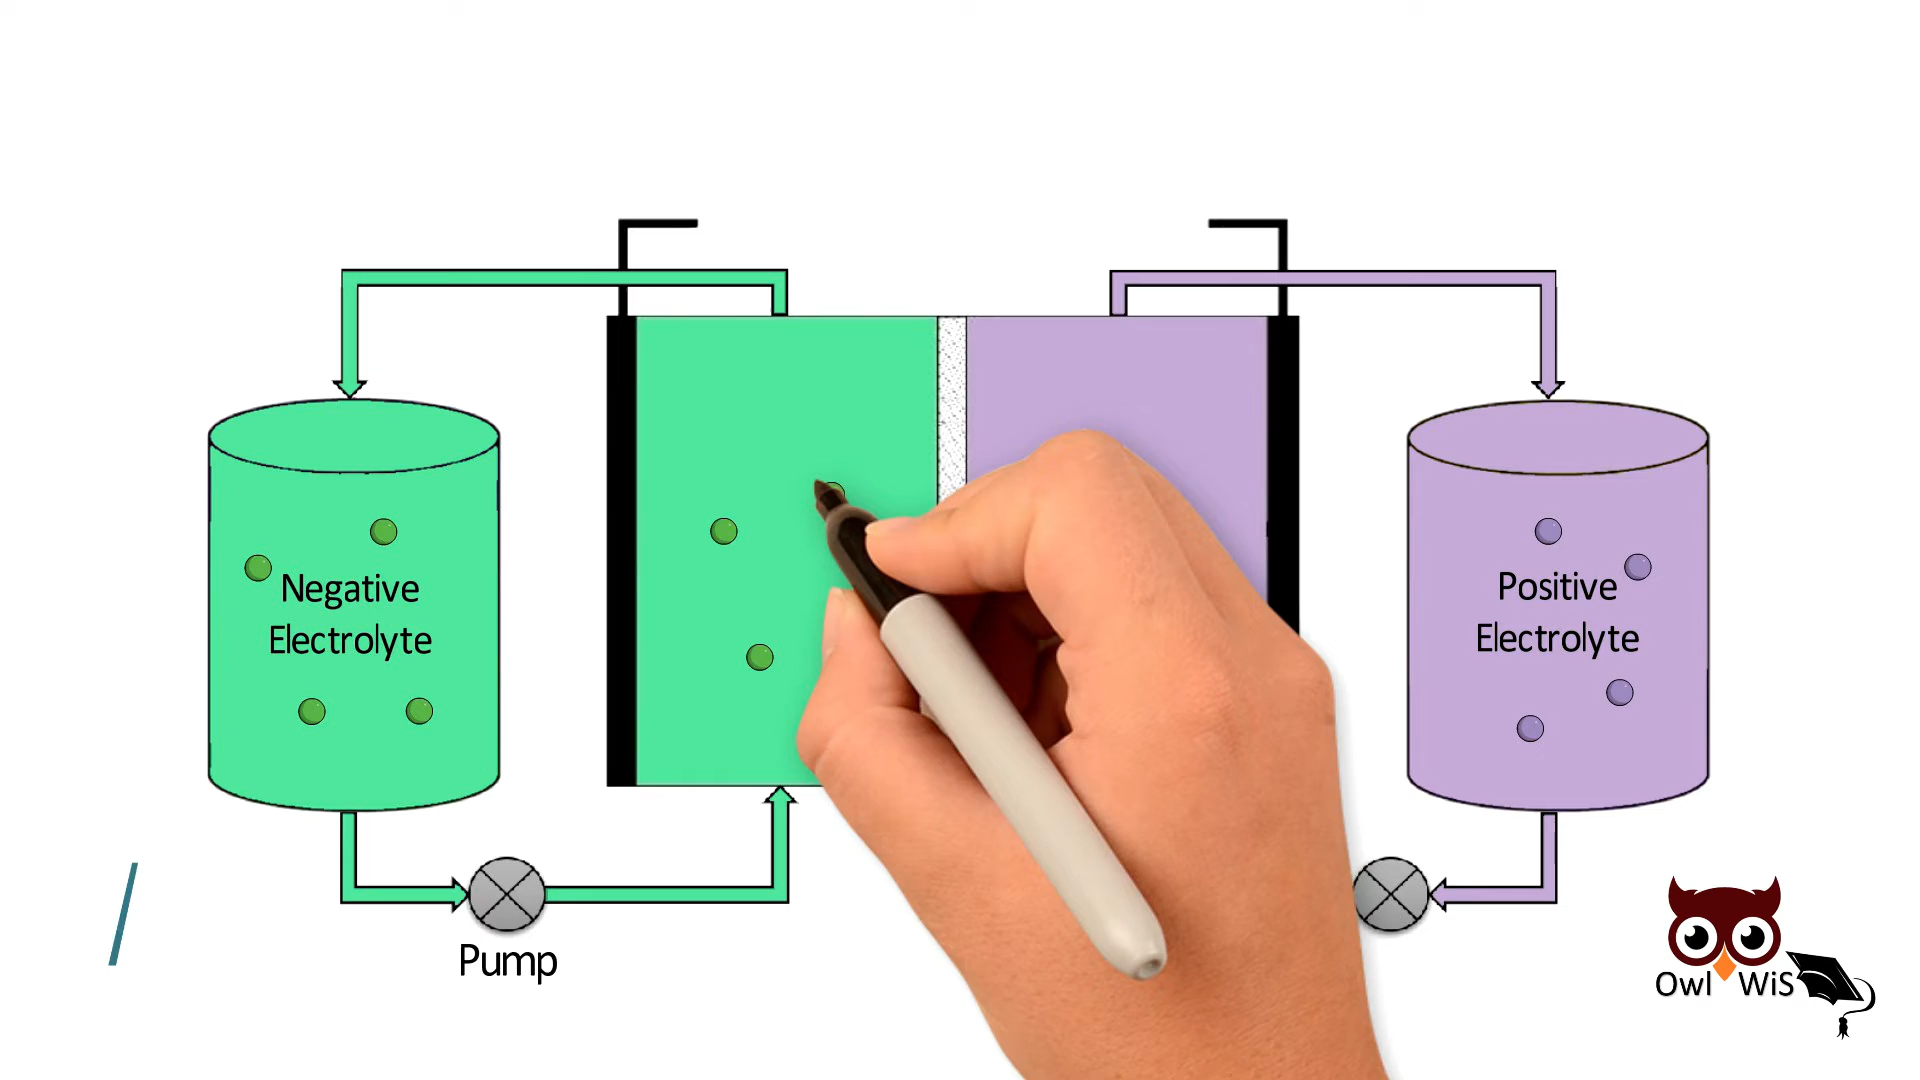 Negative
Electrolyte
Positive
Electrolyte
Pump
Owl WiS